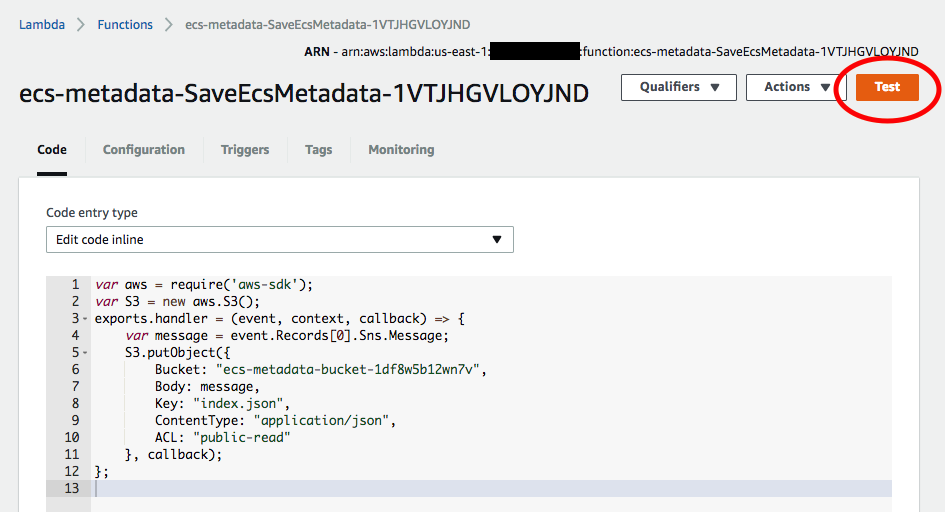 Lambda > Functions > ecs-metadata-SaveEcsMetadata-1VTJHGVLOYJND
ARN - arn:aws:lambda:us-east-1: :function:ecs-metadata-SaveEcsMetadata-1VTJHGVLOYJND
ecs-metadata-SaveEcsMetadata-1VTJHGVLOYJND Qualifiers Actions Test
Code Configuration Triggers Tags Monitoring
Code entry type
Edit code inline
1 var aws = require('aws-sdk');
2 var S3 = new aws.S3();
3 exports.handler = (event, context, callback) => {
4 var message = event.Records[0].Sns.Message;
5 S3.putObject({
6 Bucket: "ecs-metadata-bucket-1df8w5b12wn7v",
7 Body: message,
8 Key: "index.json",
9 ContentType: "application/json",
10 ACL: "public-read"
11 }, callback);
12 };
13